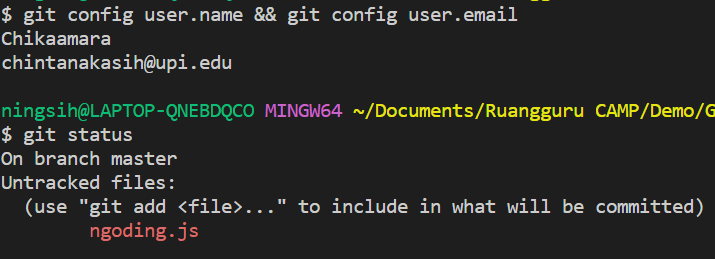 $ git config user.name && git config user.email
Chikaamara
chintanakasih@upi.edu
ningsih@LAPTOP-QNEBDQCO MINGW64 ~/Documents/Ruangguru CAMP/Demo/G
$ git status
On branch master
Untracked files:
  (use "git add <file>..." to include in what will be committed)
        ngoding.js